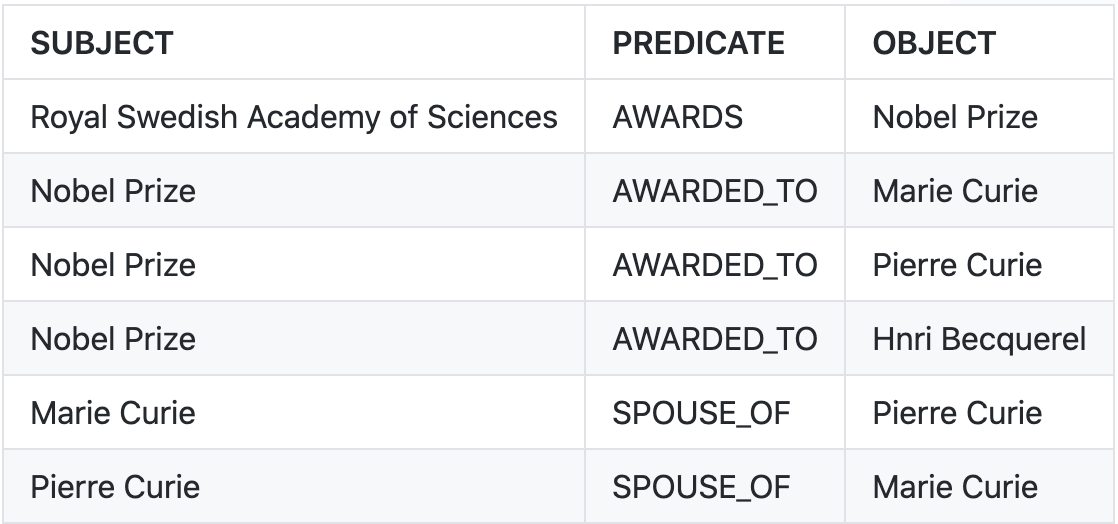 SUBJECT PREDICATE OBJECT
Royal Swedish Academy of Sciences AWARDS Nobel Prize
Nobel Prize AWARDED_TO Marie Curie
Nobel Prize AWARDED_TO Pierre Curie
Nobel Prize AWARDED_TO Hnri Becquerel
Marie Curie SPOUSE_OF Pierre Curie
Pierre Curie SPOUSE_OF Marie Curie